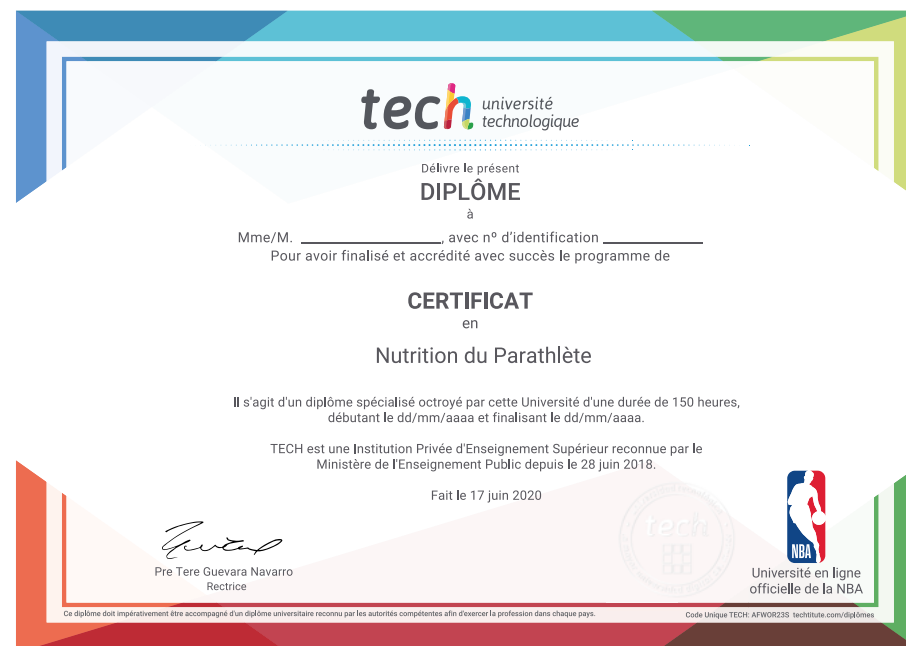 tech université
technologique
Délivre le présent
DIPLÔME
à
Mme/M. ____________________, avec nº d'identification ______________
Pour avoir finalisé et accrédité avec succès le programme de
CERTIFICAT
en
Nutrition du Parathlète
Il s'agit d'un diplôme spécialisé octroyé par cette Université d'une durée de 150 heures,
débutant le dd/mm/aaaa et finalisant le dd/mm/aaaa.
TECH est une Institution Privée d'Enseignement Supérieur reconnue par le
Ministère de l'Enseignement Public depuis le 28 juin 2018.
Fait le 17 juin 2020
tech
NBA
Pre Tere Guevara Navarro
Rectrice
Université en ligne
officielle de la NBA
Ce diplôme doit impérativement être accompagné d'un diplôme universitaire reconnu par les autorités compétentes afin d'exercer la profession dans chaque pays.
Code Unique TECH: AFWOR23S techtitute.com/diplômes